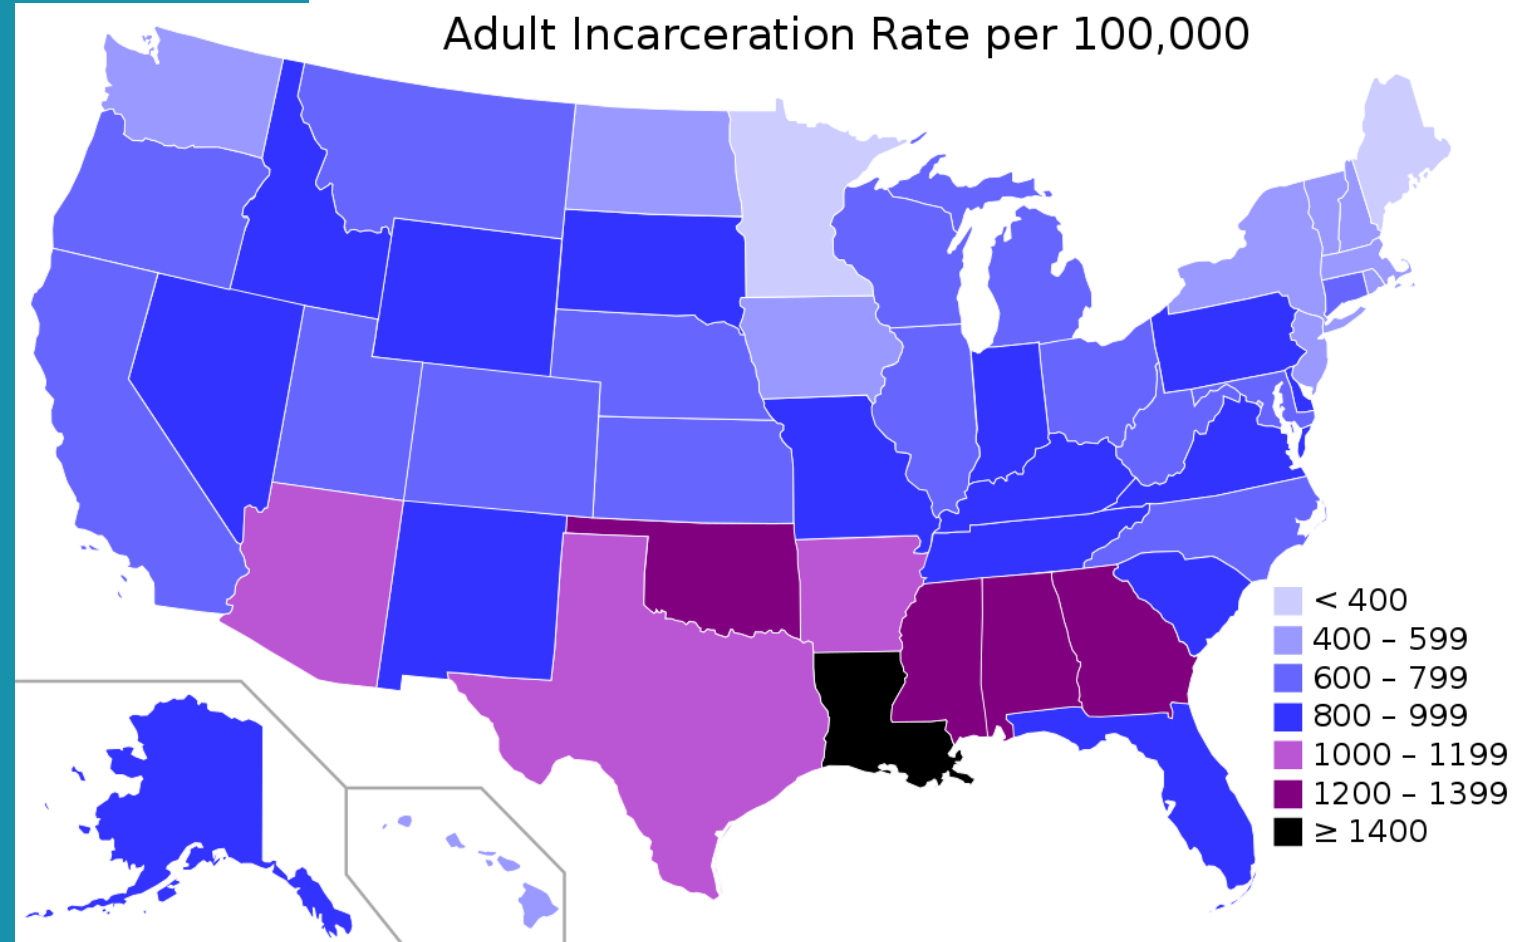 Adult Incarceration Rate per 100,000
< 400
400 – 599
600 – 799
800 – 999
1000 – 1199
1200 – 1399
≥ 1400